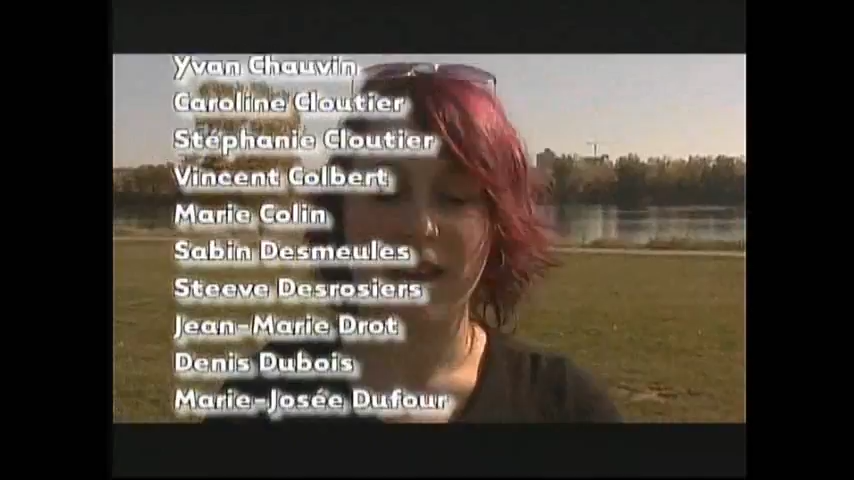 Yvan Chauvin
Caroline Cloutier
Stéphanie Cloutier
Vincent Colbert
Marie Colin
Sabin Desmeules
Steeve Desrosiers
Jean-Marie Drot
Denis Dubois
Marie-Josée Dufour